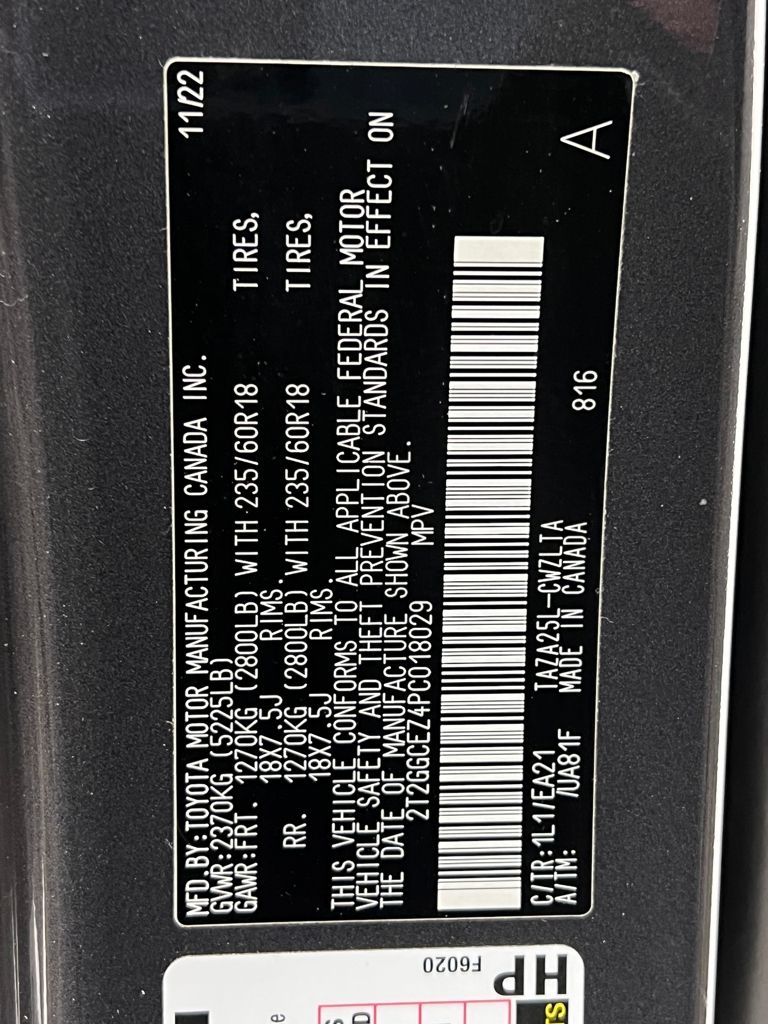 MFD.BY:TOYOTA MOTOR MANUFACTURING CANADA INC. 11/22
GVWR:2370KG (5225LB)
GAWR:FRT. 1270KG (2800LB) WITH 235/60R18 TIRES,
18X7.5J RIMS.
RR. 1270KG (2800LB) WITH 235/60R18 TIRES,
18X7.5J RIMS.
THIS VEHICLE CONFORMS TO ALL APPLICABLE FEDERAL MOTOR
VEHICLE SAFETY AND THEFT PREVENTION STANDARDS IN EFFECT ON
THE DATE OF MANUFACTURE SHOWN ABOVE.
2T2GGCEZ4PC018029 MPV
C/TR:1L1/EA21 TAZA25L-CWZLTA
A/TM: /UA81F MADE IN CANADA 816 A
F6020
HP